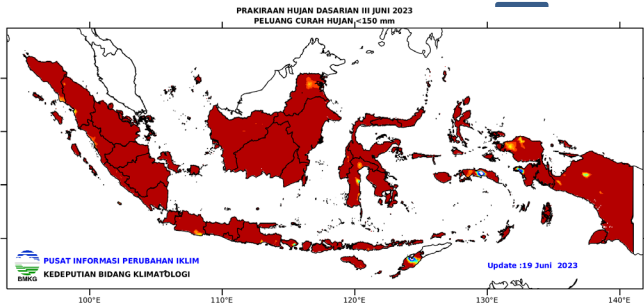 PRAKIRAAN HUJAN DASARIAN III JUNI 2023
PELUANG CURAH HUJAN <150 mm
PUSAT INFORMASI PERUBAHAN IKLIM
KEDEPUTIAN BIDANG KLIMATOLOGI
BMKG
Update :19 Juni 2023
100°E 110°E 120°E 130°E 140°E